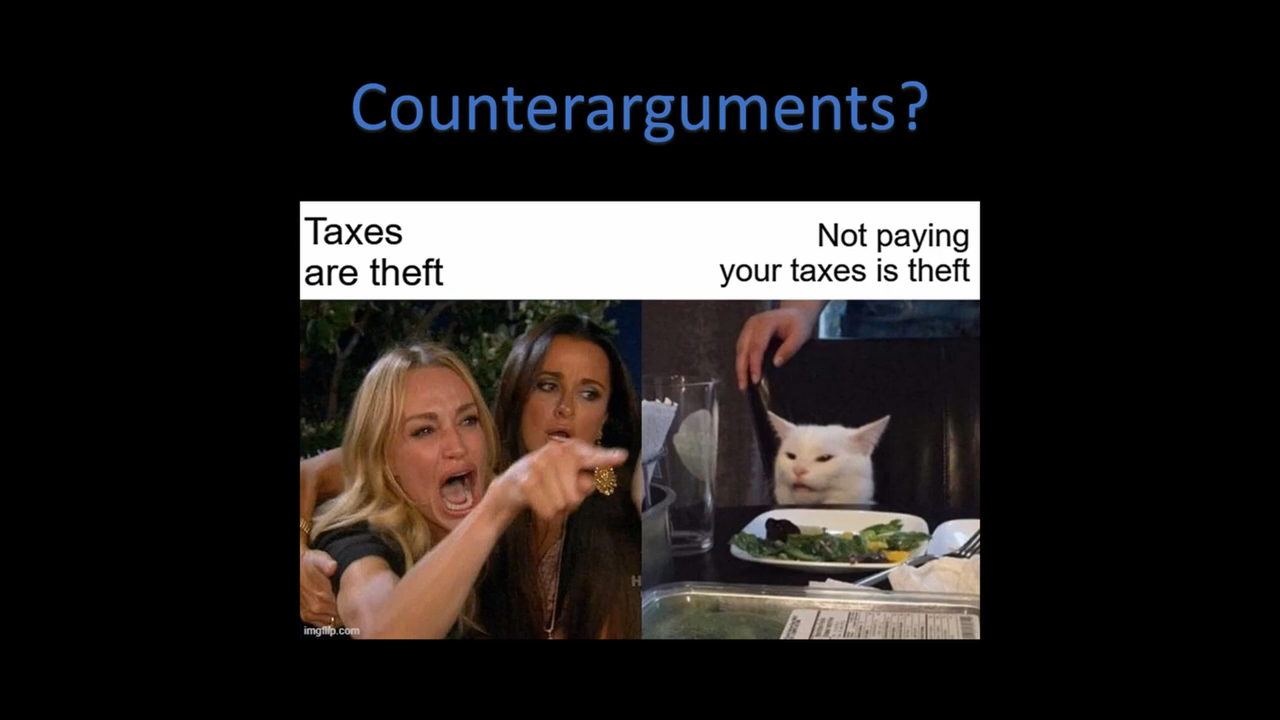 Counterarguments?
Taxes
are theft
Not paying
your taxes is theft
imgflip.com